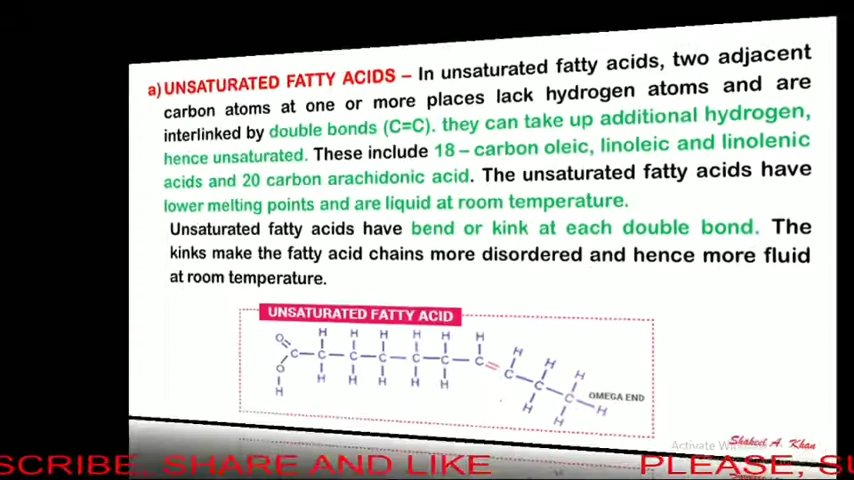 a) UNSATURATED FATTY ACIDS – In unsaturated fatty acids, two adjacent
carbon atoms at one or more places lack hydrogen atoms and are
interlinked by double bonds (C=C). they can take up additional hydrogen,
hence unsaturated. These include 18 – carbon oleic, linoleic and linolenic
acids and 20 carbon arachidonic acid. The unsaturated fatty acids have
lower melting points and are liquid at room temperature.
Unsaturated fatty acids have bend or kink at each double bond. The
kinks make the fatty acid chains more disordered and hence more fluid
at room temperature.
UNSATURATED FATTY ACID
H H H H H H
O C C C C C C C C C C
O H H H H H H H H
H H H H
OMEGA END
Shakeel A. Khan
SCRIBE, SHARE AND LIKE PLEASE, SU